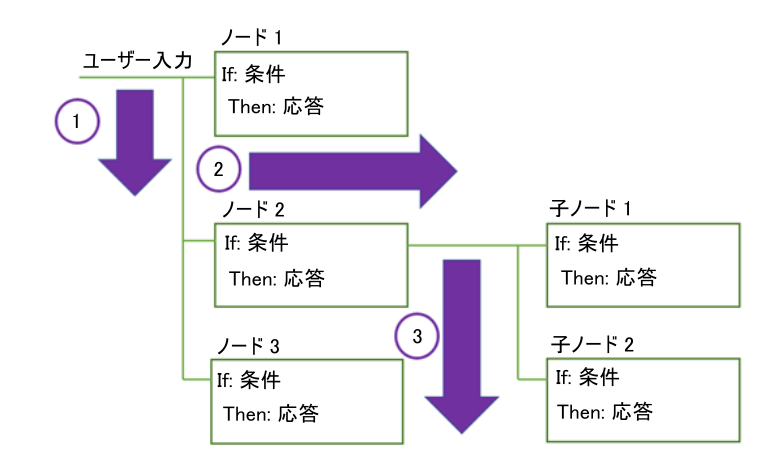 ノード 1
ユーザー入力
If: 条件
Then: 応答
1
2
ノード 2
If: 条件
Then: 応答
子ノード 1
If: 条件
Then: 応答
3
ノード 3
If: 条件
Then: 応答
子ノード 2
If: 条件
Then: 応答